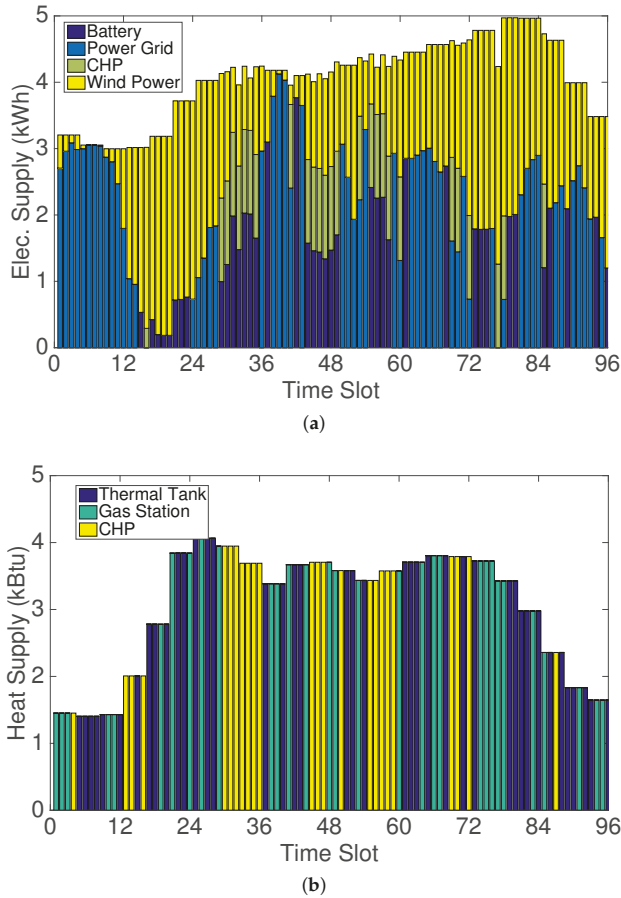 5
4
3
2
1
0
Elec. Supply (kWh)
Battery
Power Grid
CHP
Wind Power
0 12 24 36 48 60 72 84 96
Time Slot
(a)
5
4
3
2
1
0
Heat Supply (kBtu)
Thermal Tank
Gas Station
CHP
0 12 24 36 48 60 72 84 96
Time Slot
(b)